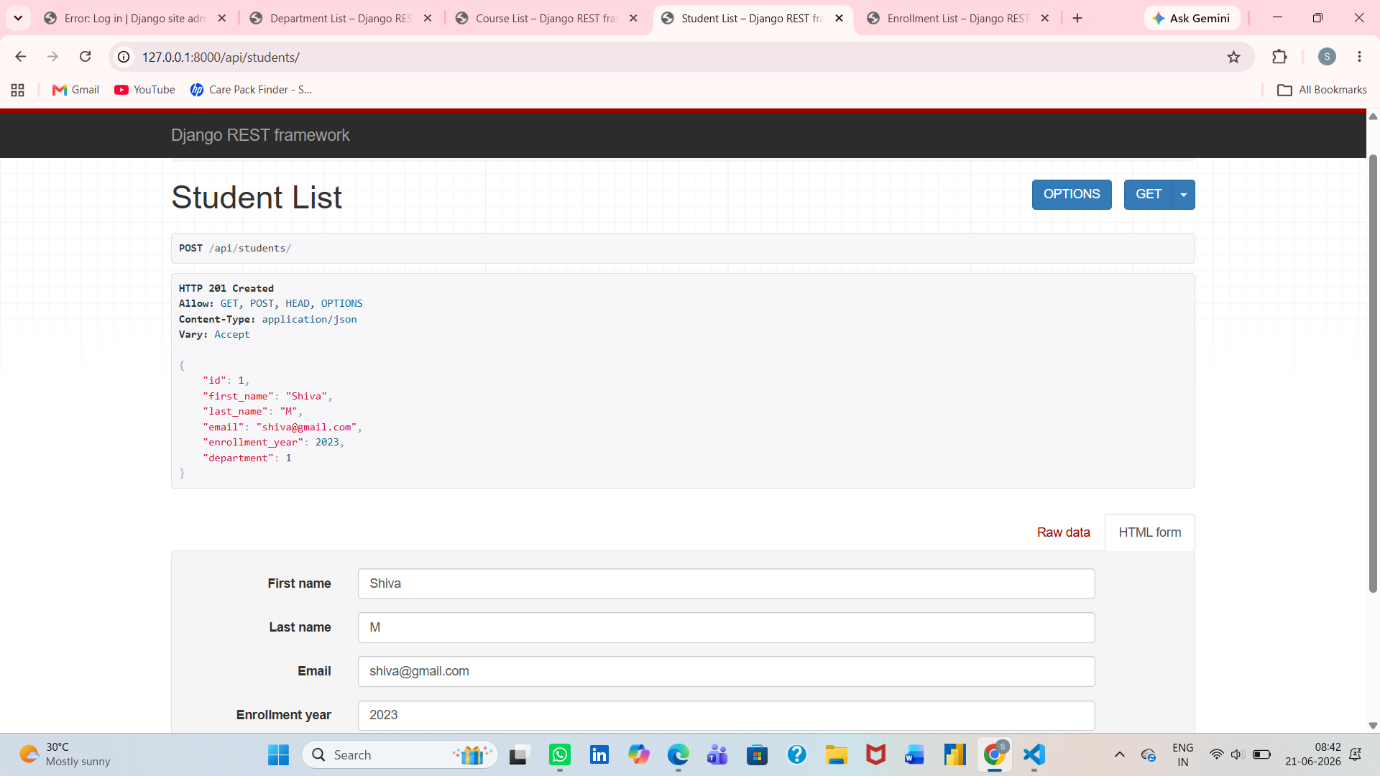 Error: Log in | Django site adm
Department List – Django RES
Course List – Django REST fra
Student List – Django REST fra
Enrollment List – Django REST
Ask Gemini
127.0.0.1:8000/api/students/
S
Gmail
YouTube
hp
Care Pack Finder - S...
All Bookmarks
Django REST framework
Student List
OPTIONS
GET
POST /api/students/
HTTP 201 Created
Allow: GET, POST, HEAD, OPTIONS
Content-Type: application/json
Vary: Accept
{
    "id": 1,
    "first_name": "Shiva",
    "last_name": "M",
    "email": "shiva@gmail.com",
    "enrollment_year": 2023,
    "department": 1
}
Raw data
HTML form
First name
Shiva
Last name
M
Email
shiva@gmail.com
Enrollment year
2023
30°C
Mostly sunny
Search
ENG
IN
08:42
21-06-2026